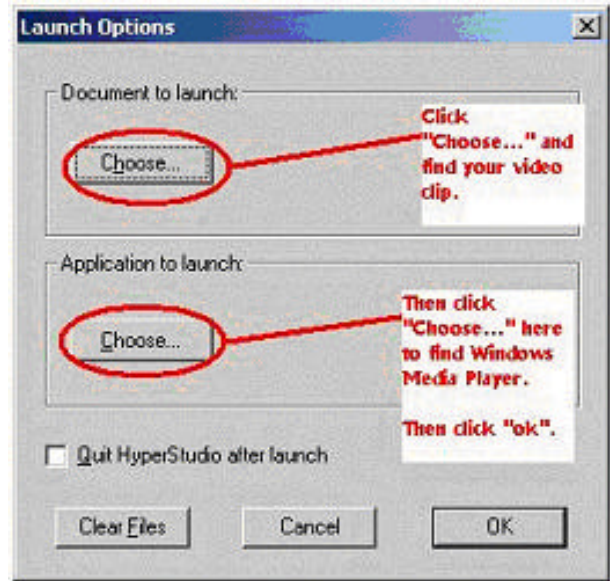 Launch Options
Document to launch:
Choose...
Click
"Choose..." and
find your video
clip.
Application to launch:
Choose...
Then click
"Choose..." here
to find Windows
Media Player.
Then click "ok".
Quit HyperStudio after launch
Clear Files
Cancel
OK